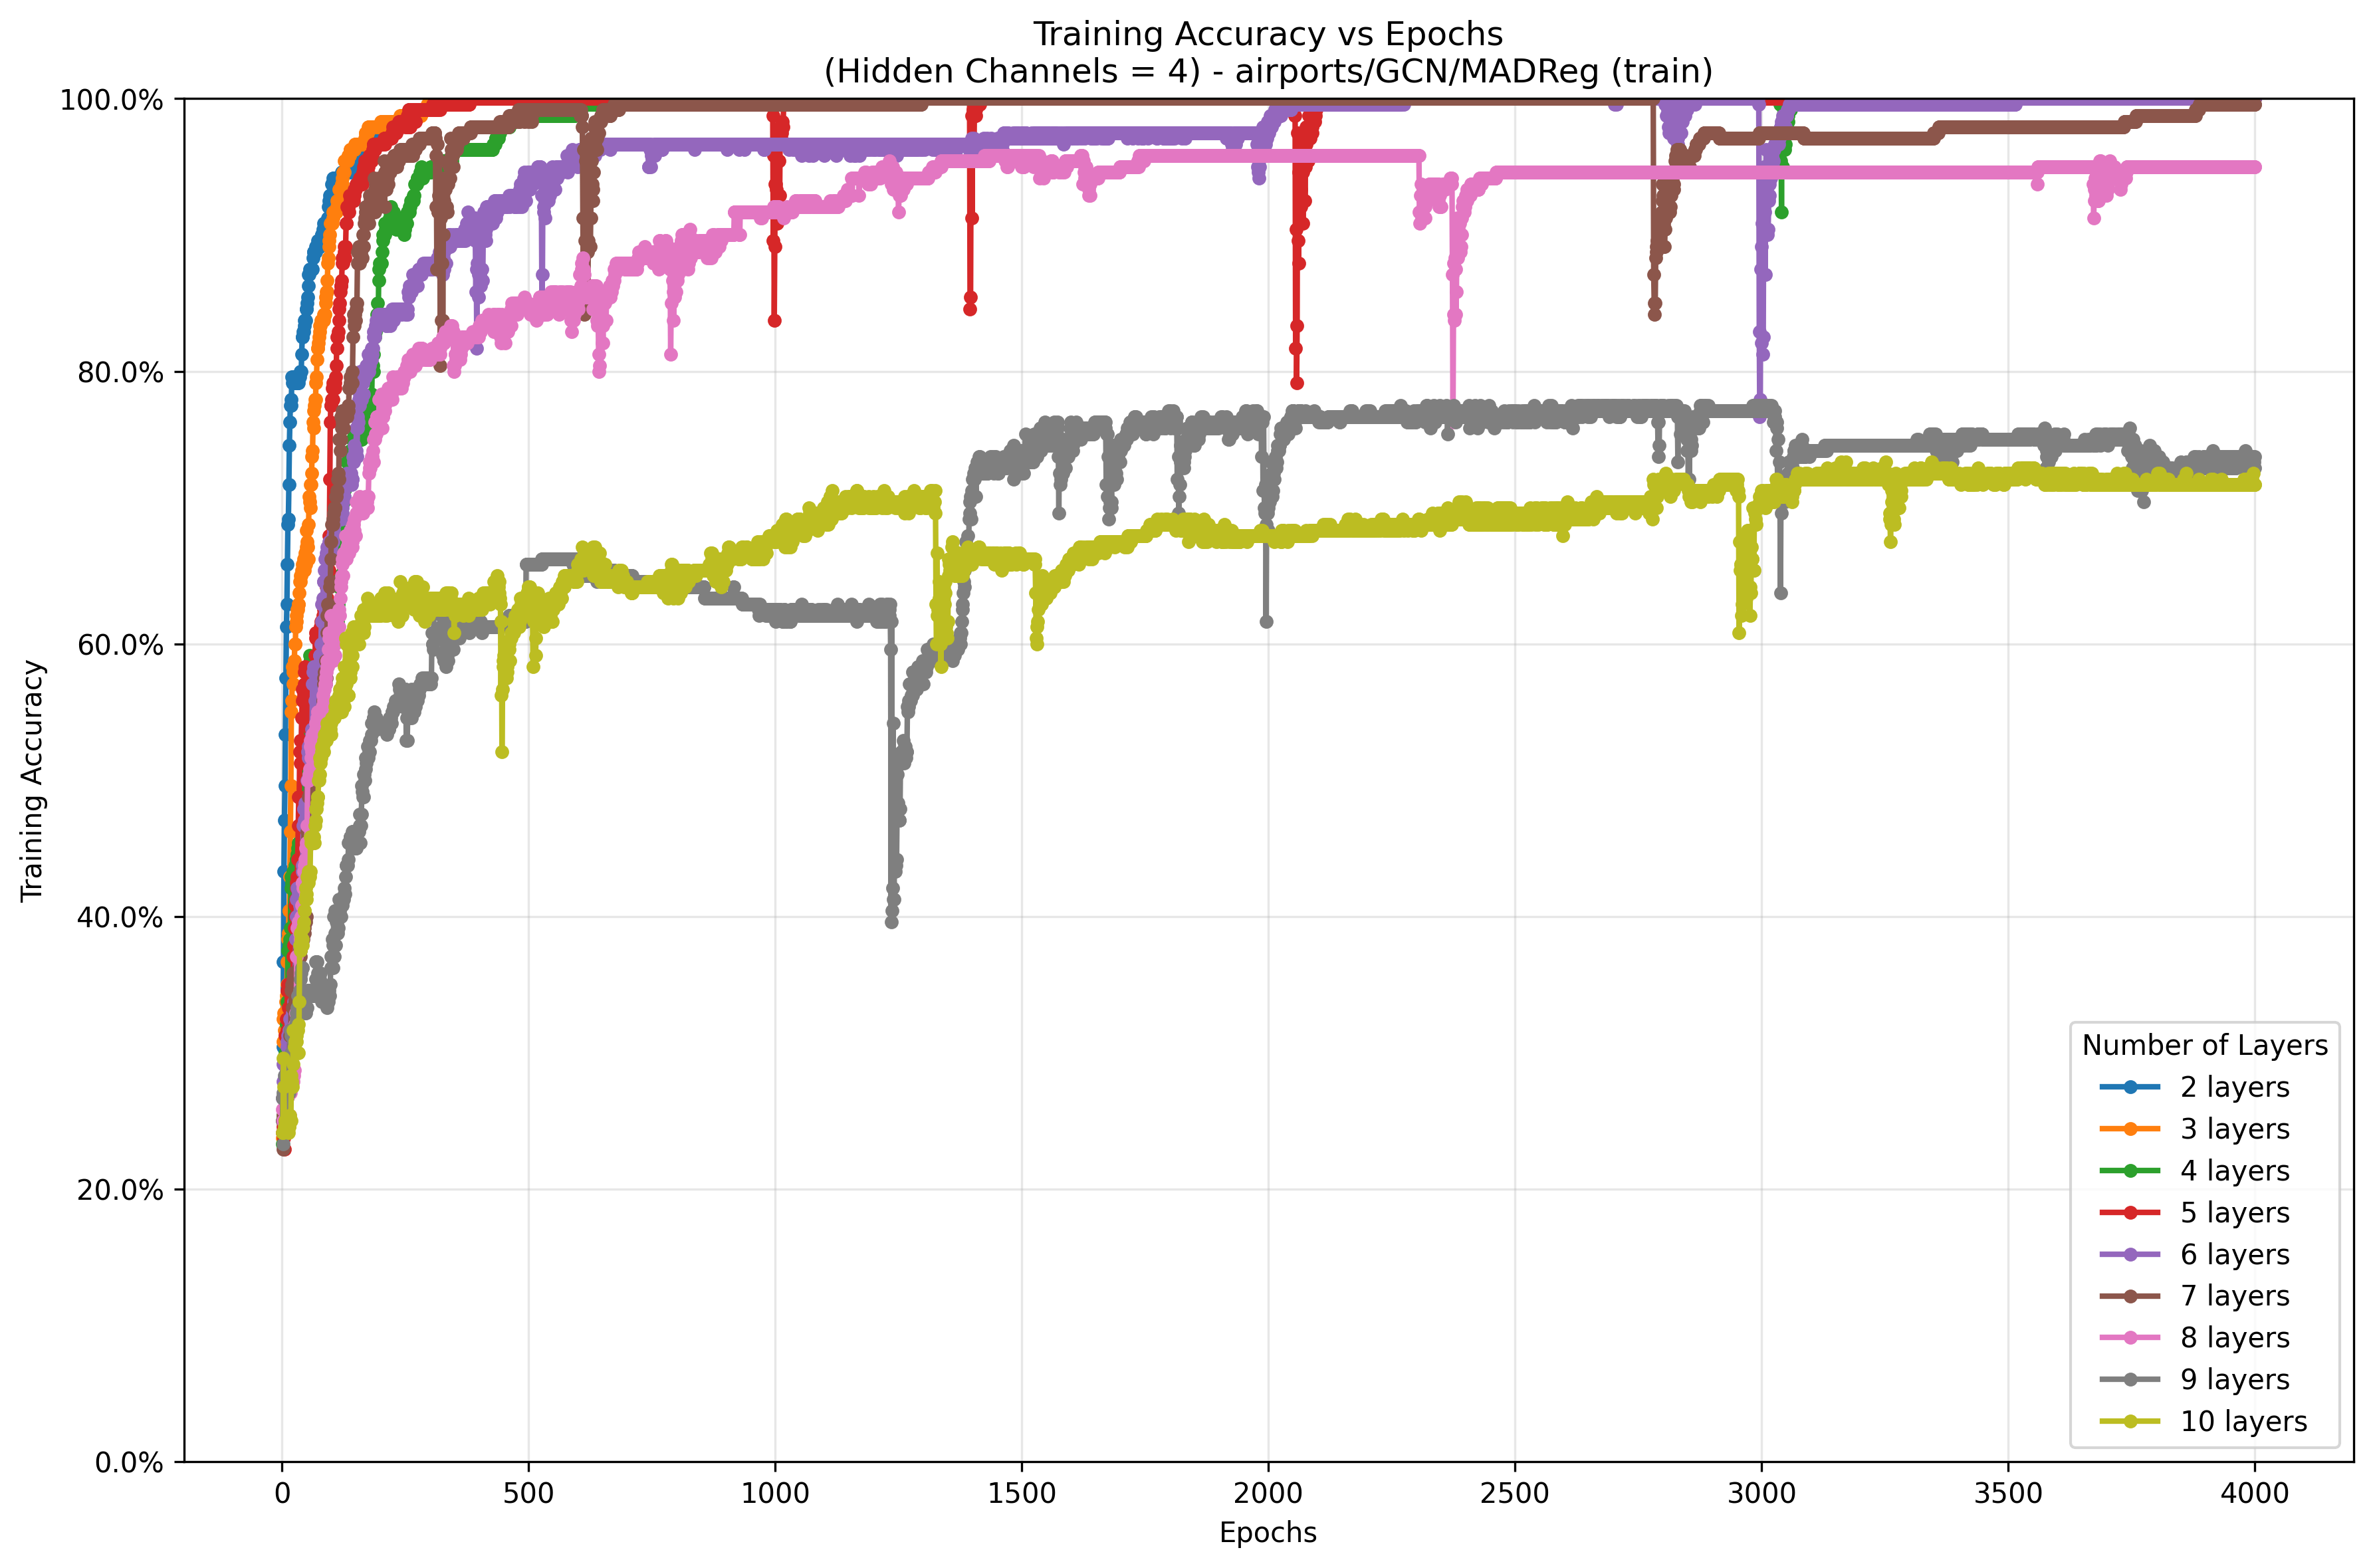 Training Accuracy vs Epochs
(Hidden Channels = 4) - airports/GCN/MADReg (train)
100.0%
80.0%
60.0%
40.0%
20.0%
0.0%
Training Accuracy
0
500
1000
1500
2000
2500
3000
3500
4000
Epochs
Number of Layers
2 layers
3 layers
4 layers
5 layers
6 layers
7 layers
8 layers
9 layers
10 layers